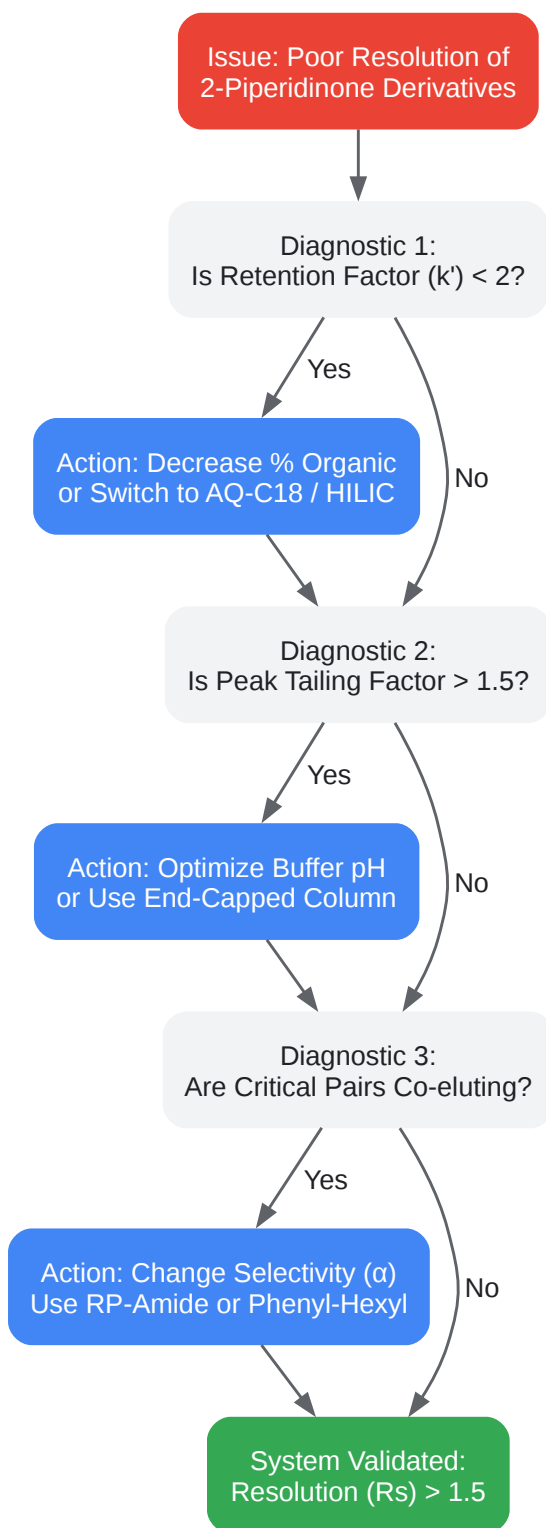 Issue: Poor Resolution of
2-Piperidinone Derivatives
Diagnostic 1:
Is Retention Factor (k') < 2?
Yes
Action: Decrease % Organic
or Switch to AQ-C18 / HILIC
No
Diagnostic 2:
Is Peak Tailing Factor > 1.5?
Yes
Action: Optimize Buffer pH
or Use End-Capped Column
No
Diagnostic 3:
Are Critical Pairs Co-eluting?
Yes
Action: Change Selectivity (α)
Use RP-Amide or Phenyl-Hexyl
No
System Validated:
Resolution (Rs) > 1.5